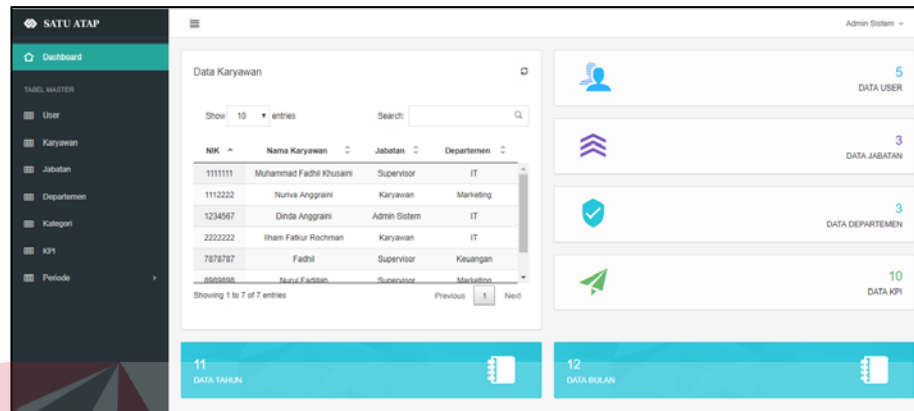 SATU ATAP
Admin Sistem
Dashboard
TABEL MASTER
User
Karyawan
Jabatan
Departemen
Kategori
KPI
Periode
Data Karyawan
Show 10 entries Search:
NIK Nama Karyawan Jabatan Departemen
1111111 Muhammad Fadhil Khusaini Supervisor IT
1112222 Nuriva Anggraini Karyawan Marketing
1234567 Dinda Anggraini Admin Sistem IT
2222222 Ilham Fatkur Rochman Karyawan IT
7878787 Fadhil Supervisor Keuangan
Nurul Fadillah Supervisor Marketing
Showing 1 to 7 of 7 entries Previous 1 Next
5
DATA USER
3
DATA JABATAN
3
DATA DEPARTEMEN
10
DATA KPI
11
DATA TAHUN
12
DATA BULAN